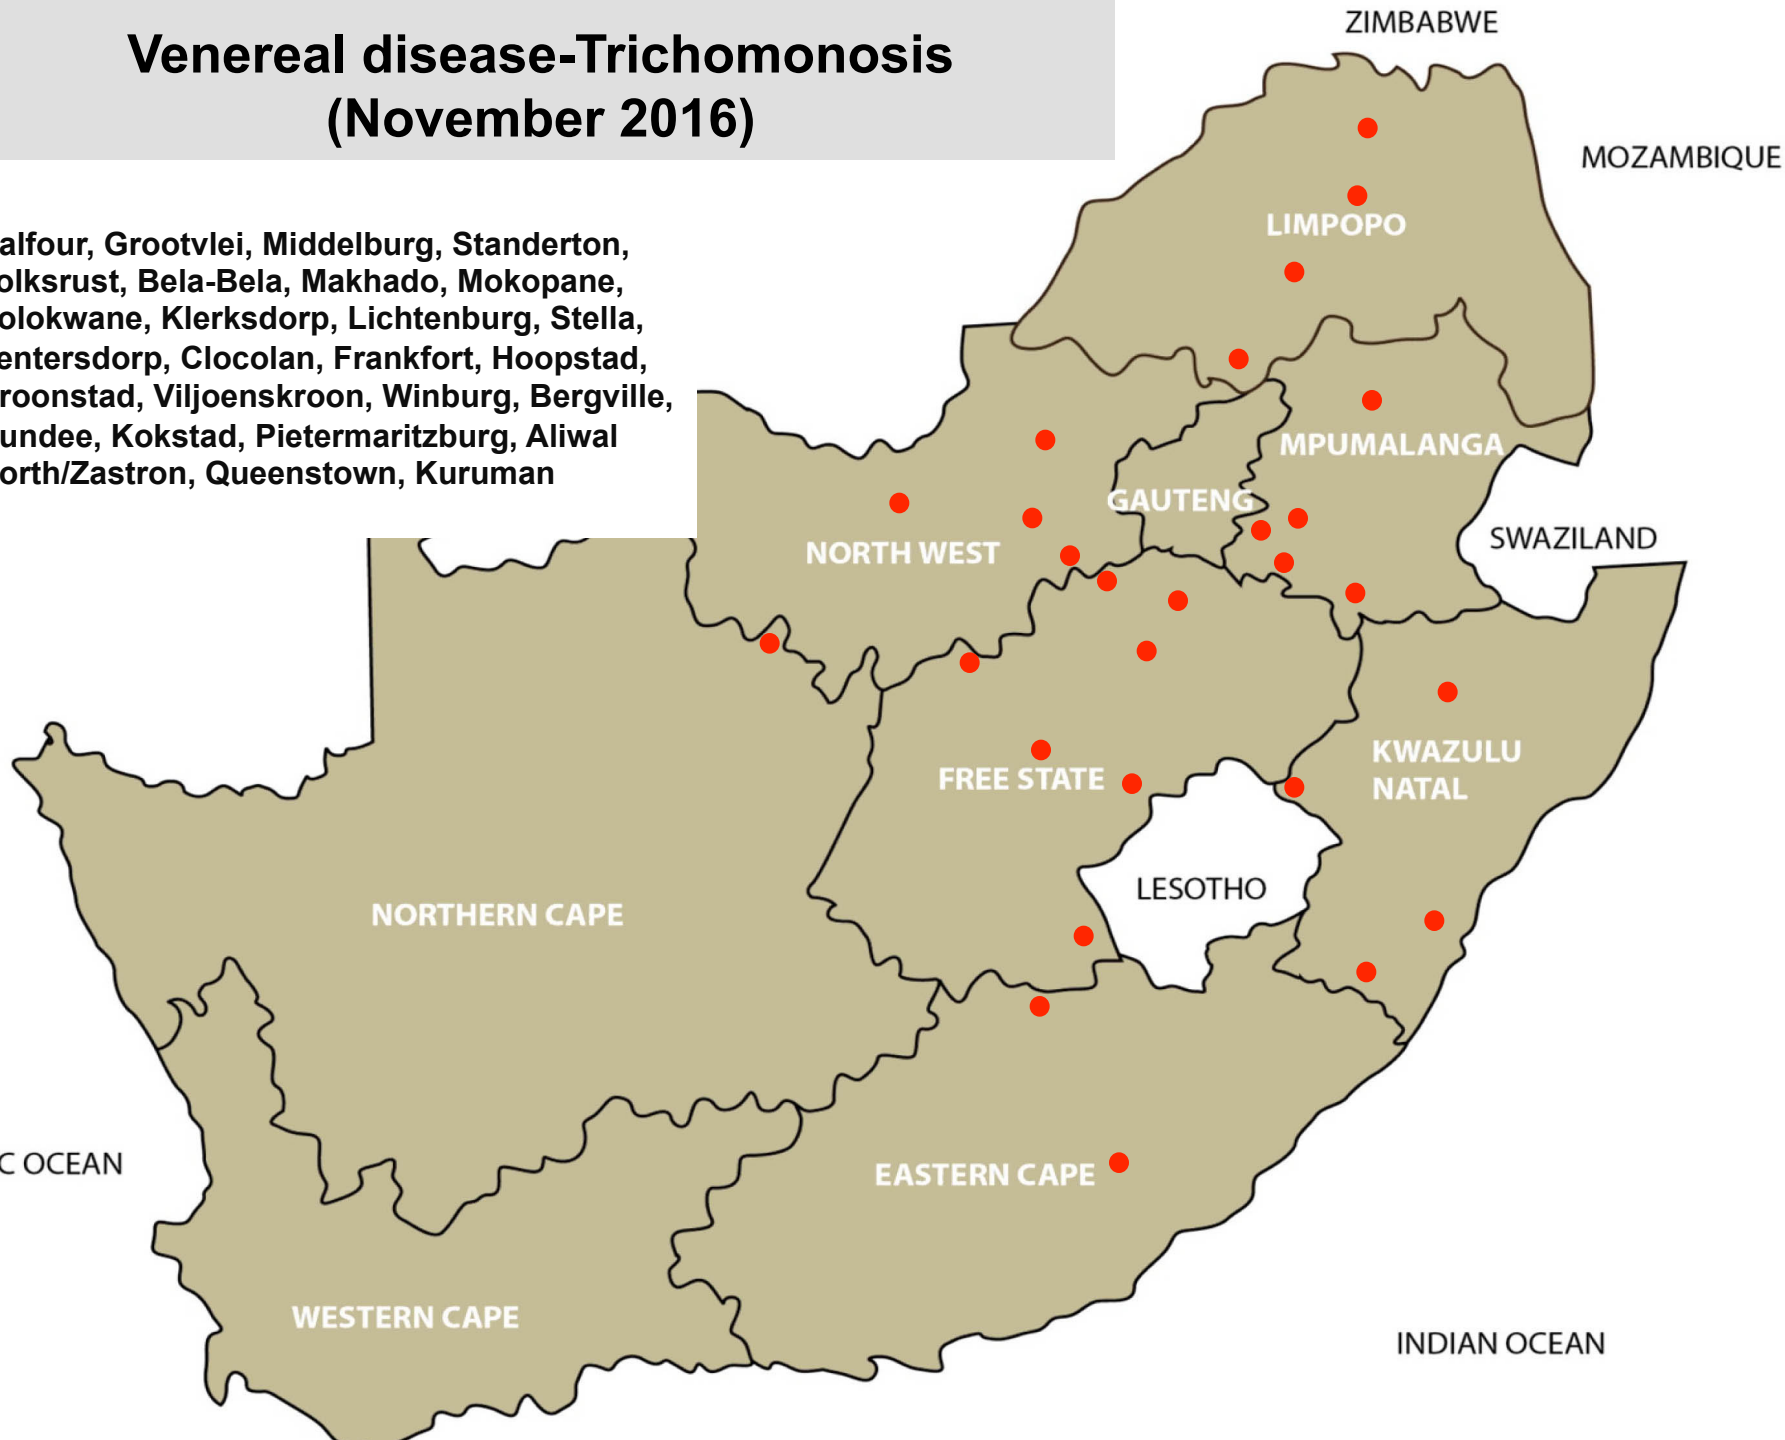 Venereal disease-Trichomonosis
(November 2016)
ZIMBABWE
MOZAMBIQUE
alfour, Grootvlei, Middelburg, Standerton,
olksrust, Bela-Bela, Makhado, Mokopane,
olokwane, Klerksdorp, Lichtenburg, Stella,
entersdorp, Clocolan, Frankfort, Hoopstad,
roonstad, Viljoenskroon, Winburg, Bergville,
undee, Kokstad, Pietermaritzburg, Aliwal
orth/Zastron, Queenstown, Kuruman
LIMPOPO
MPUMALANGA
GAUTENG
SWAZILAND
NORTH WEST
KWAZULU
NATAL
FREE STATE
LESOTHO
NORTHERN CAPE
C OCEAN
EASTERN CAPE
WESTERN CAPE
INDIAN OCEAN